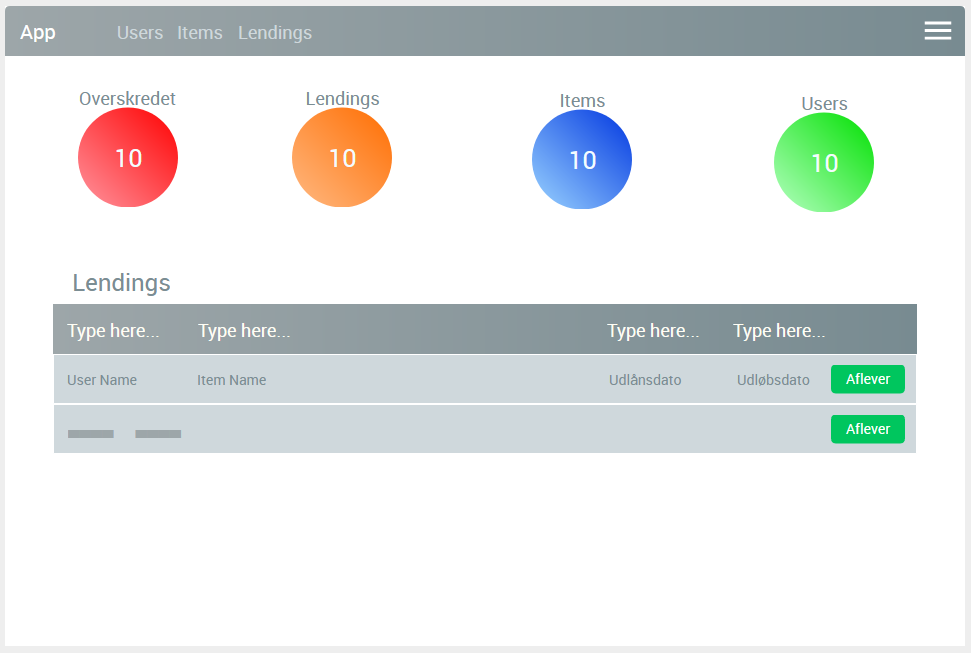 App Users Items Lendings
Overskredet Lendings Items Users
10 10 10 10
Lendings
Type here... Type here... Type here... Type here...
User Name Item Name Udlånsdato Udløbsdato Aflever
Aflever